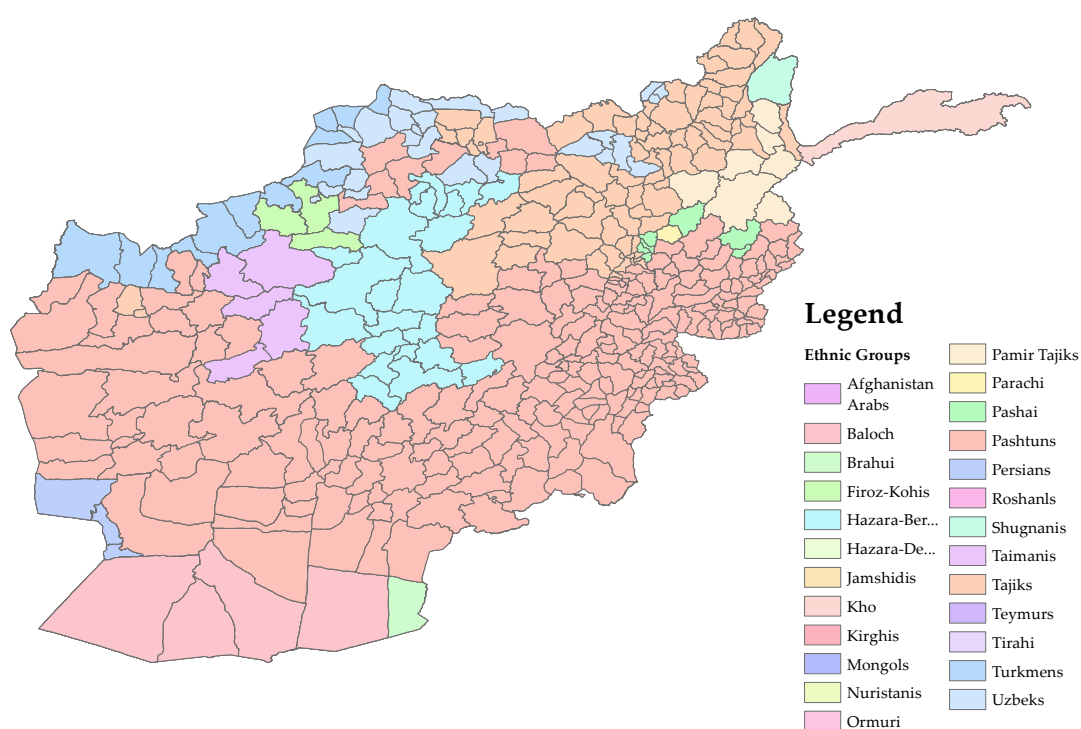 Legend
Ethnic Groups
Afghanistan
Arabs
Baloch
Brahui
Firoz-Kohis
Hazara-Ber...
Hazara-De...
Jamshidis
Kho
Kirghis
Mongols
Nuristanis
Ormuri
Pamir Tajiks
Parachi
Pashai
Pashtuns
Persians
Roshanls
Shugnanis
Taimanis
Tajiks
Teymurs
Tirahi
Turkmens
Uzbeks